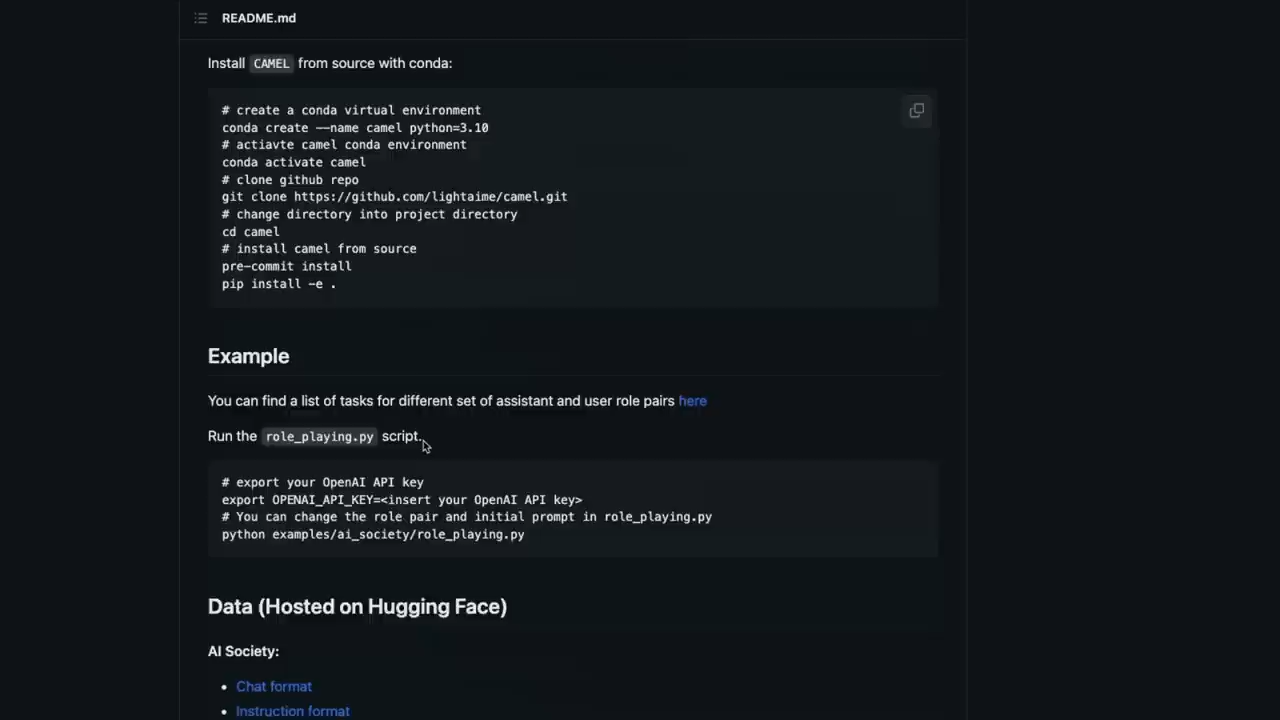 README.md
Install CAMEL from source with conda:
# create a conda virtual environment
conda create --name camel python=3.10
# actiavte camel conda environment
conda activate camel
# clone github repo
git clone https://github.com/lightaime/camel.git
# change directory into project directory
cd camel
# install camel from source
pre-commit install
pip install -e .
Example
You can find a list of tasks for different set of assistant and user role pairs here
Run the role_playing.py script.
# export your OpenAI API key
export OPENAI_API_KEY=<insert your OpenAI API key>
# You can change the role pair and initial prompt in role_playing.py
python examples/ai_society/role_playing.py
Data (Hosted on Hugging Face)
AI Society:
• Chat format
• Instruction format